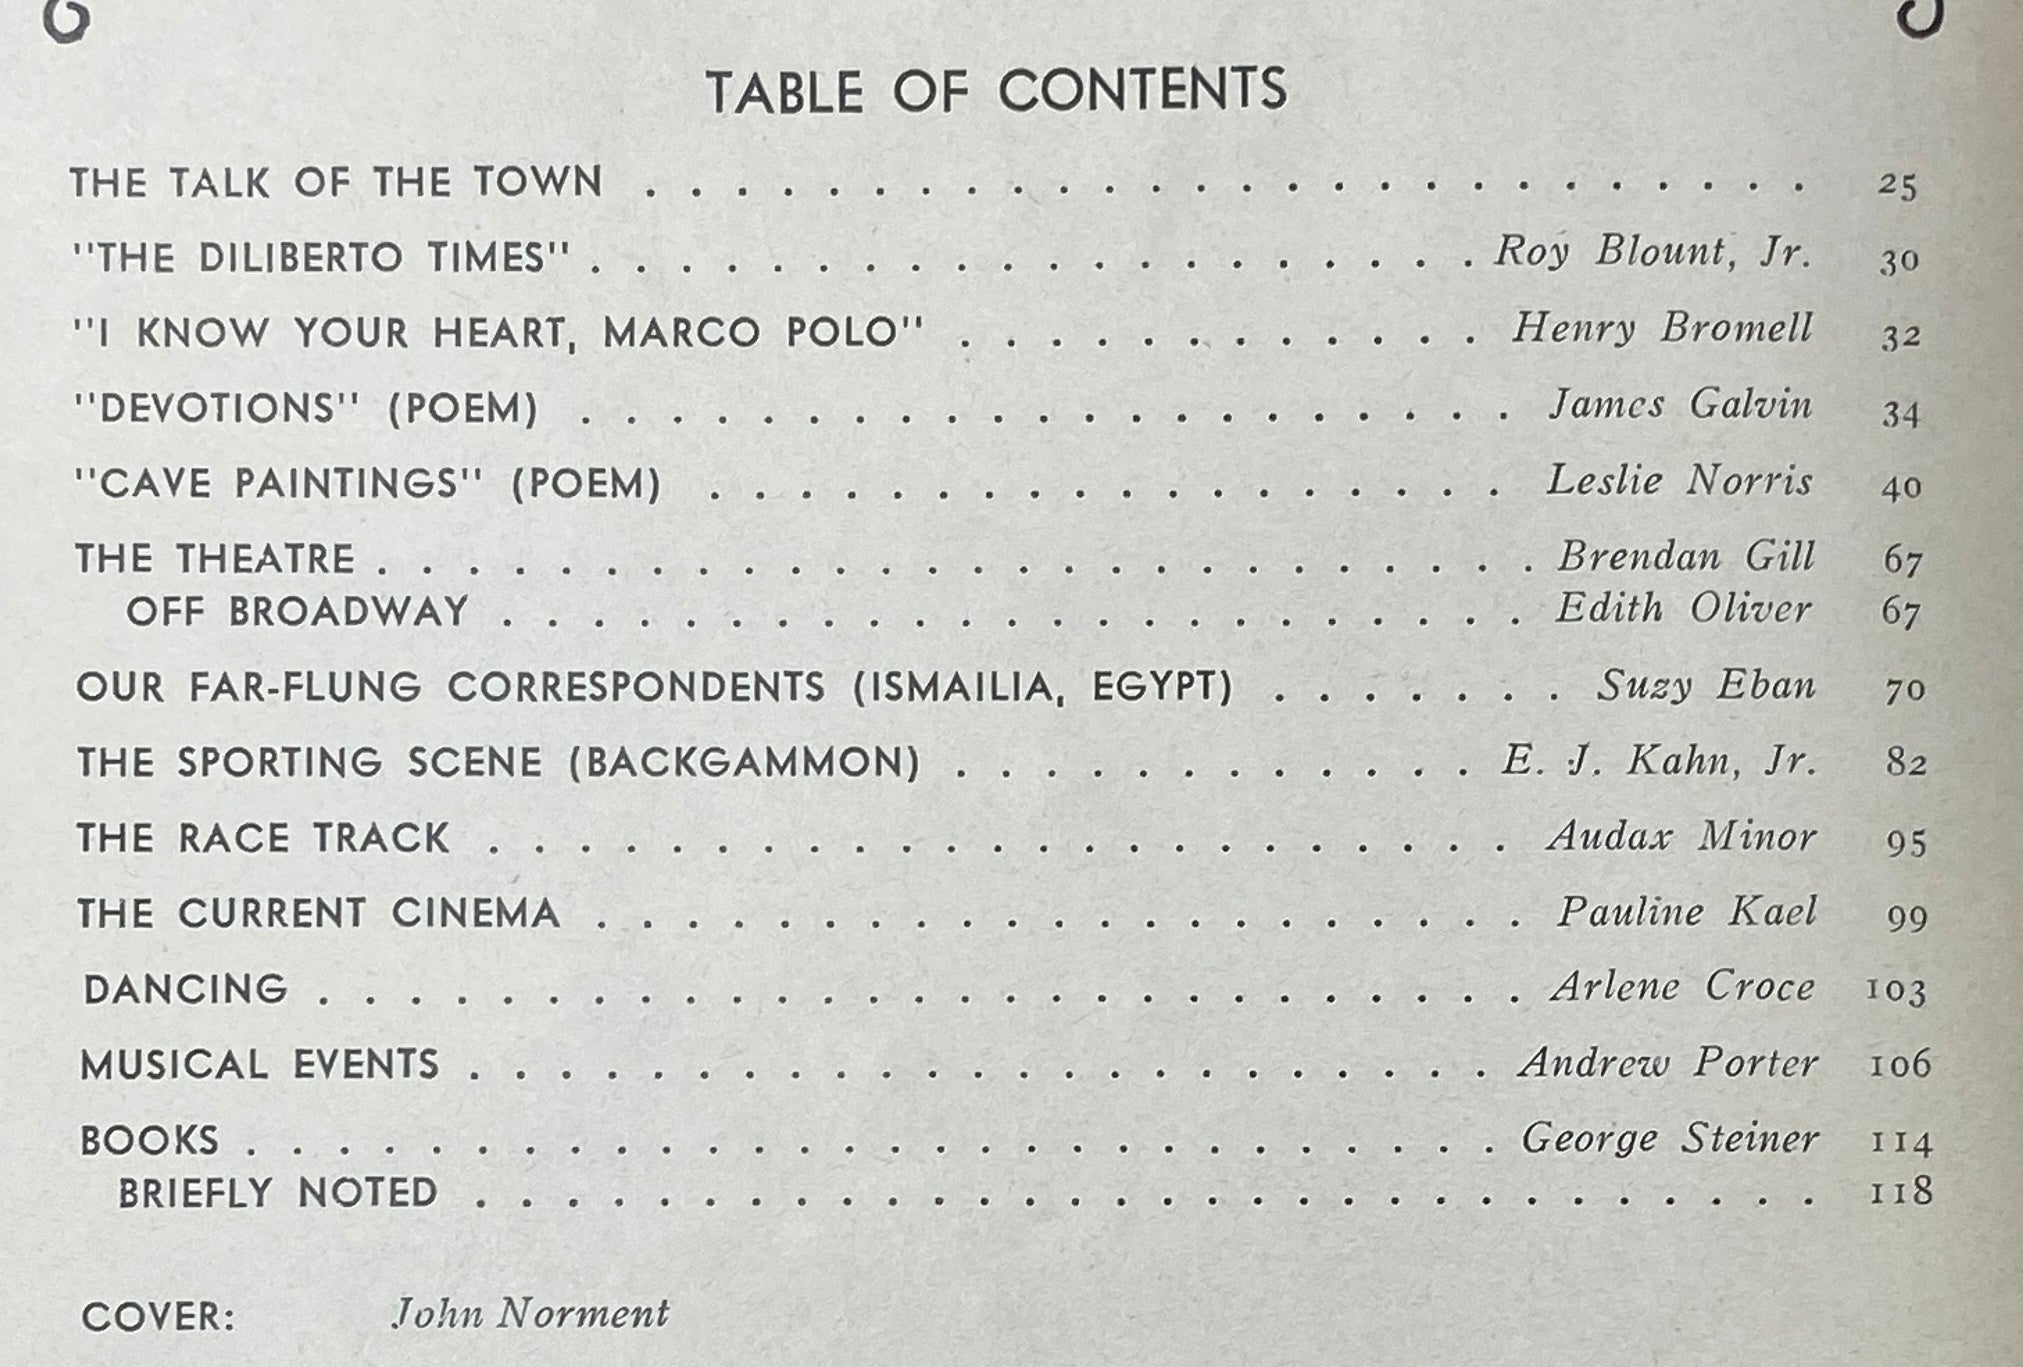 TABLE OF CONTENTS
THE TALK OF THE TOWN . . . . . . . . . . . . . . . . . . . . . . . . . . 25
"THE DILIBERTO TIMES" . . . . . . . . . . . . . . . . . . . . Roy Blount, Jr. 30
"I KNOW YOUR HEART, MARCO POLO" . . . . . . . . . . . . Henry Bromell 32
"DEVOTIONS" (POEM) . . . . . . . . . . . . . . . . . . . . . James Galvin 34
"CAVE PAINTINGS" (POEM) . . . . . . . . . . . . . . . . . . Leslie Norris 40
THE THEATRE . . . . . . . . . . . . . . . . . . . . . . . . . . Brendan Gill 67
OFF BROADWAY . . . . . . . . . . . . . . . . . . . . . . . Edith Oliver 67
OUR FAR-FLUNG CORRESPONDENTS (ISMAILIA, EGYPT) . . . . . . . Suzy Eban 70
THE SPORTING SCENE (BACKGAMMON) . . . . . . . . . . . . E. J. Kahn, Jr. 82
THE RACE TRACK . . . . . . . . . . . . . . . . . . . . . . . Audax Minor 95
THE CURRENT CINEMA . . . . . . . . . . . . . . . . . . . . . Pauline Kael 99
DANCING . . . . . . . . . . . . . . . . . . . . . . . . . . . Arlene Croce 103
MUSICAL EVENTS . . . . . . . . . . . . . . . . . . . . . . . Andrew Porter 106
BOOKS . . . . . . . . . . . . . . . . . . . . . . . . . . . . George Steiner 114
BRIEFLY NOTED . . . . . . . . . . . . . . . . . . . . . . . . . . . . . . 118
COVER: John Norment